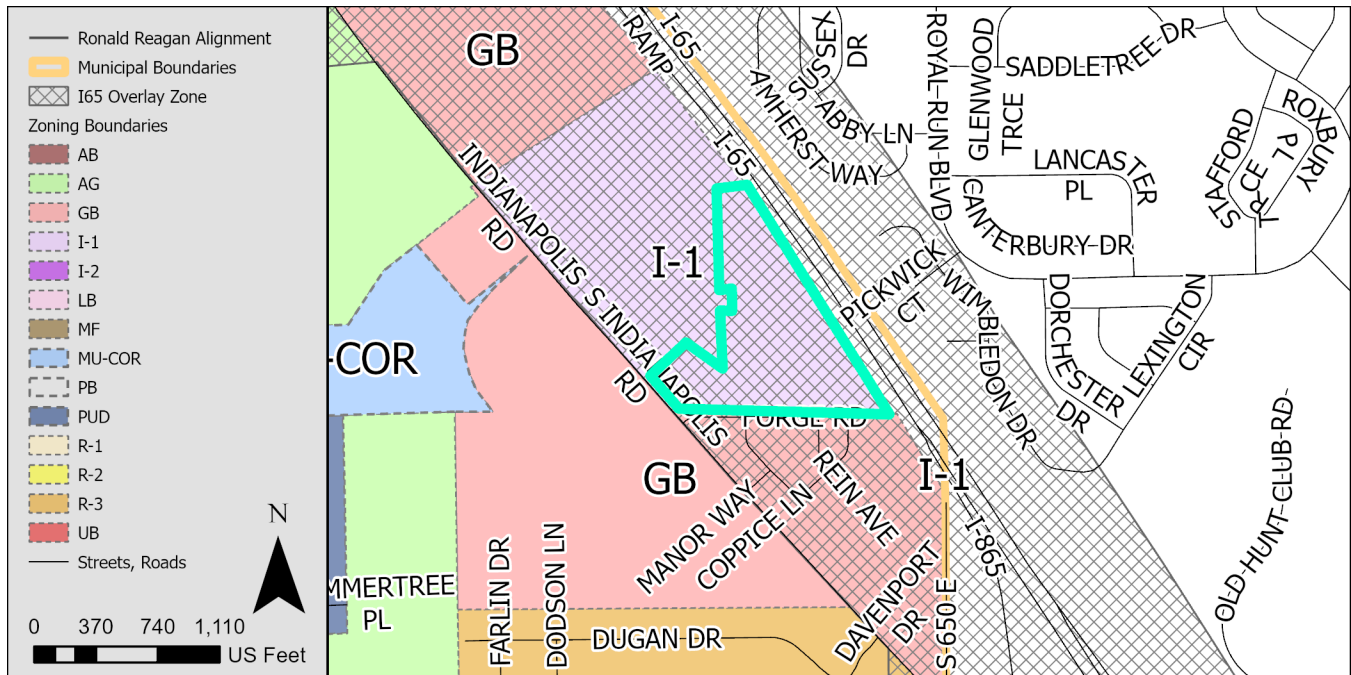 Ronald Reagan Alignment
Municipal Boundaries
I65 Overlay Zone
Zoning Boundaries
AB
AG
GB
I-1
I-2
LB
MF
MU-COR
PB
PUD
R-1
R-2
R-3
UB
Streets, Roads
N
0 370 740 1,110
US Feet
GB
I-65
RAMP
I-65
SUSSEX
DR
ABBY LN
AMHERST WAY
ROYAL RUN BLVD
GLENWOOD
TRCE
SADDLETREE DR
LANCASTER
PL
CANTERBURY DR
STAFFORD
TRCE
ROXBURY
PL
INDIANAPOLIS
RD
S INDIANAPOLIS
RD
I-1
PICKWICK
CT
WIMBLEDON DR
DORCHESTER
DR
LEXINGTON
CIR
OLD HUNT CLUB RD
-COR
GB
FORGE RD
REIN AVE
MANOR WAY
COPPICE LN
I-1
I-865
DAVENPORT
DR
S 650 E
MMERTREE
PL
FARLIN DR
DODSON LN
DUGAN DR